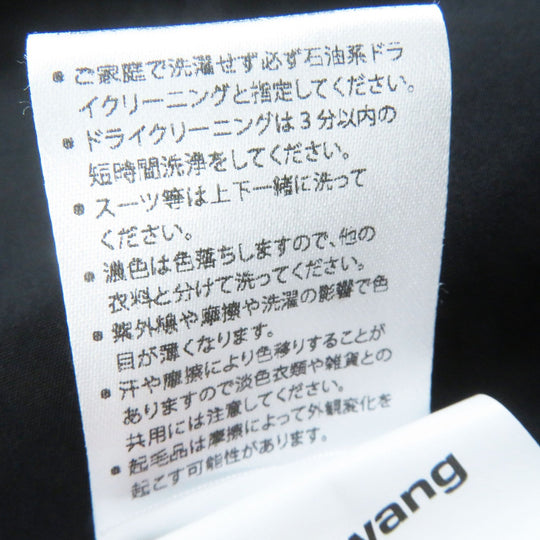 • ご家庭で洗濯せず必ず石油系ドラ
イクリーニングと指定してください。
• ドライクリーニングは3分以内の
短時間洗浄をしてください。
• スーツ等は上下一緒に洗って
ください。
• 濃色は色落ちしますので、他の
衣料と分けて洗ってください。
• 紫外線や摩擦や洗濯の影響で色
目が薄くなります。
• 汗や摩擦により色移りすることが
ありますので淡色衣類や雑貨との
共用には注意してください。
• 起毛品は摩擦によって外観変化を
起こす可能性があります。
wang